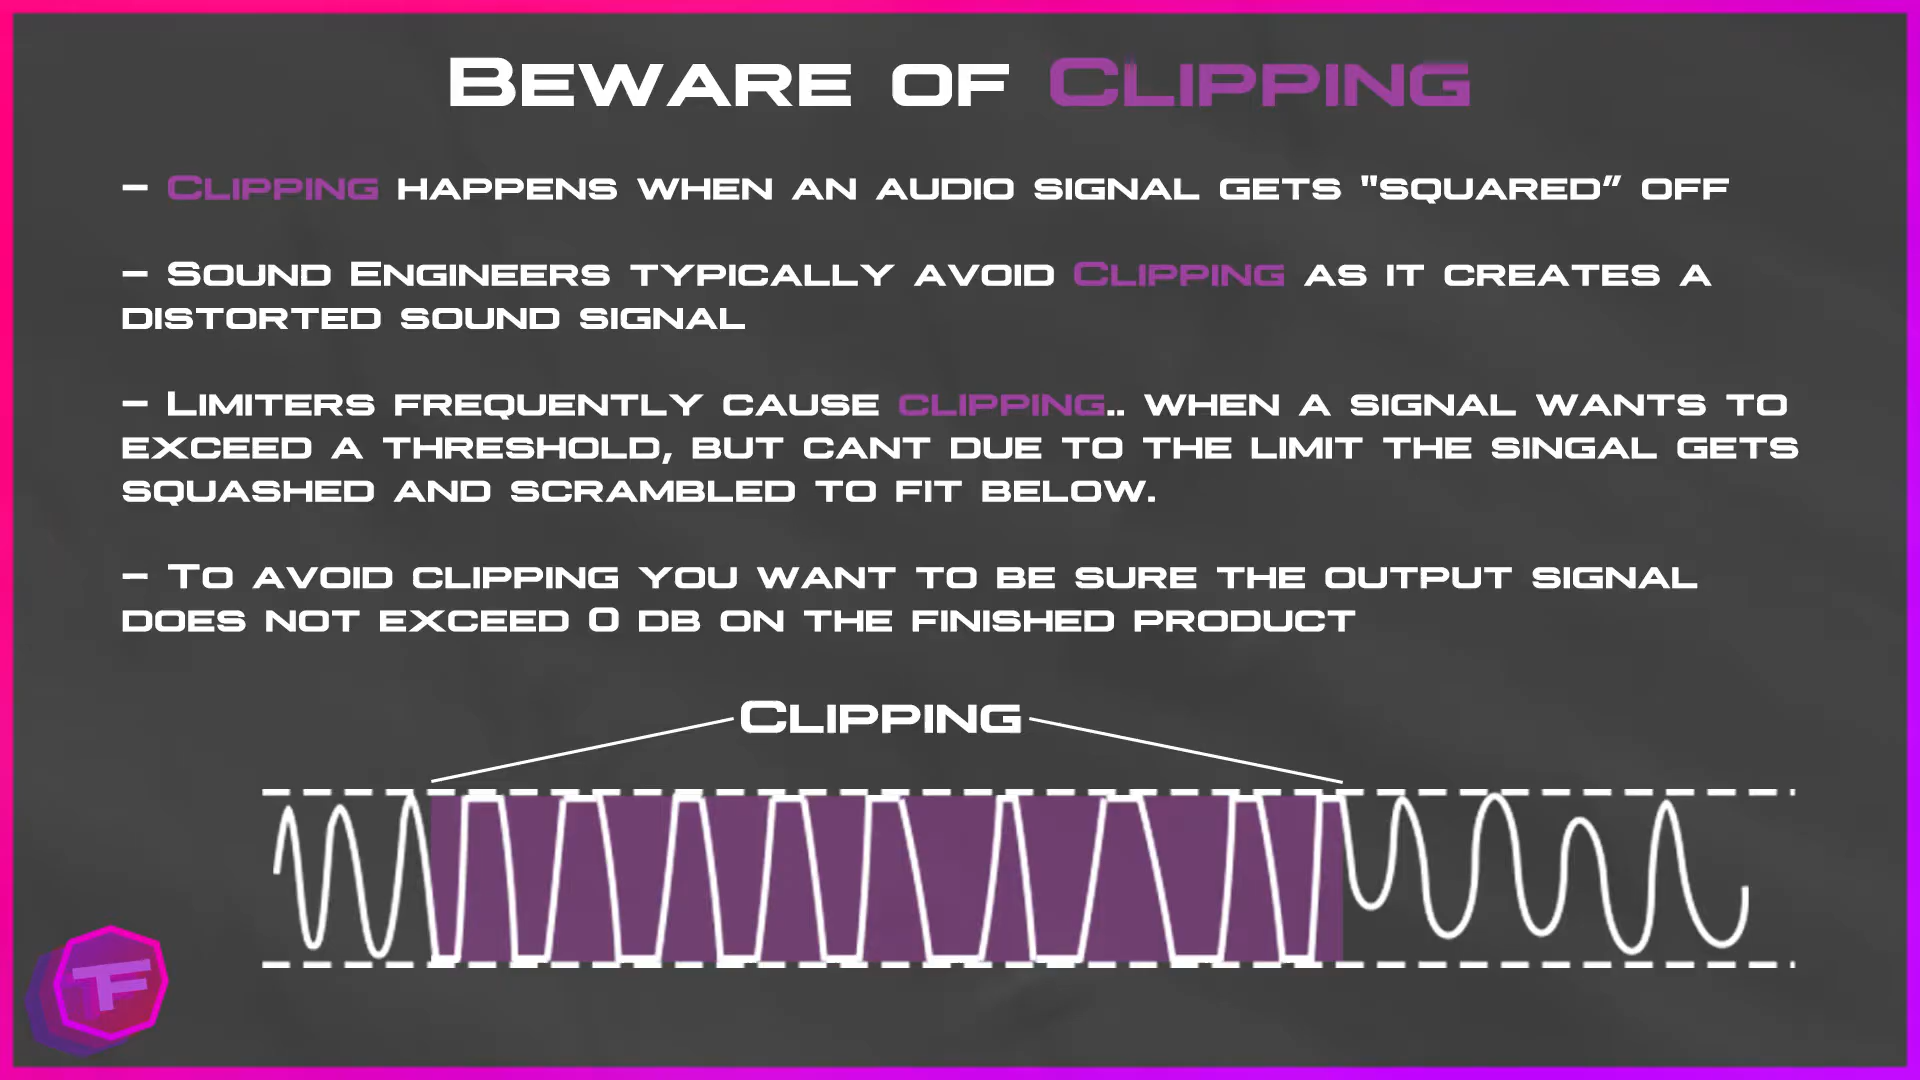 Beware of Clipping
- Clipping happens when an audio signal gets "squared” off
- Sound Engineers typically avoid Clipping as it creates a
distorted sound signal
- Limiters frequently cause clipping.. when a signal wants to
exceed a threshold, but cant due to the limit the singal gets
squashed and scrambled to fit below.
- To avoid clipping you want to be sure the output signal
does not exceed 0 db on the finished product
Clipping
TF